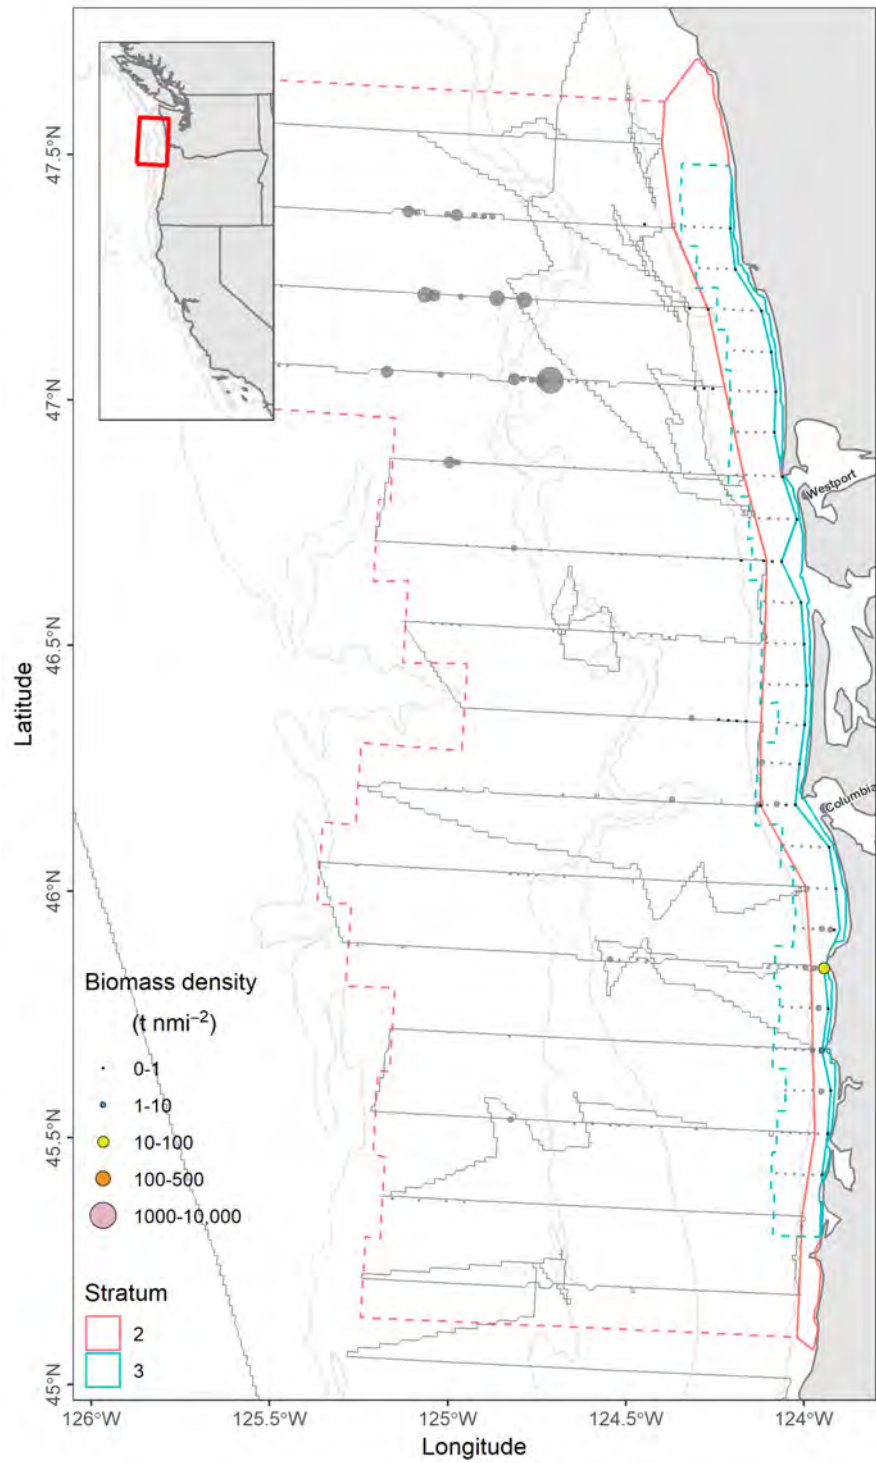 47.5°N
47°N
46.5°N
46°N
45.5°N
45°N
Latitude
Westport
Columbia
Biomass density
(t nmi⁻²)
0-1
1-10
10-100
100-500
1000-10,000
Stratum
2
3
126°W
125.5°W
125°W
124.5°W
124°W
Longitude